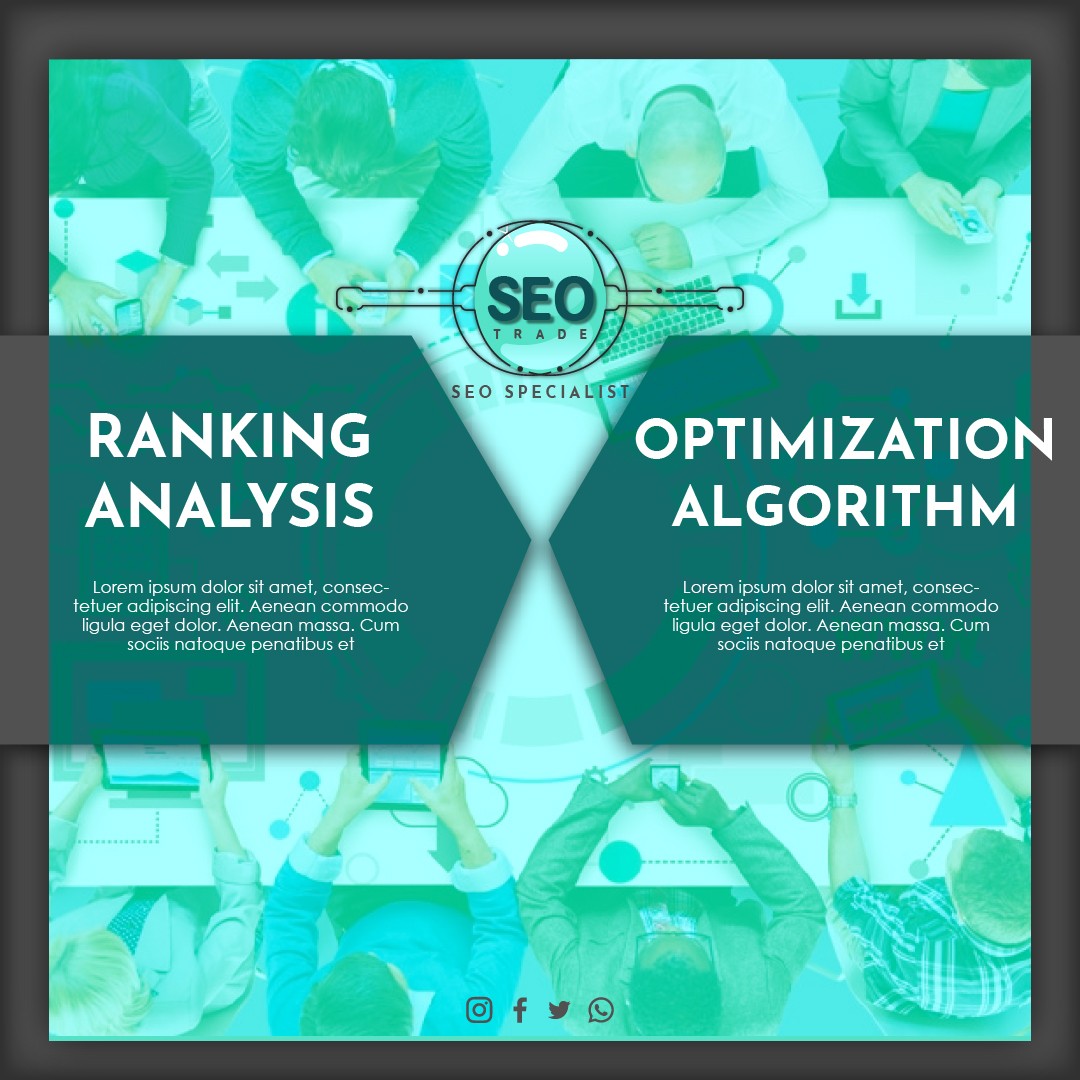 SEO
TRADE
SEO SPECIALIST
RANKING
ANALYSIS
Lorem ipsum dolor sit amet, consec-
tetuer adipiscing elit. Aenean commodo
ligula eget dolor. Aenean massa. Cum
sociis natoque penatibus et
OPTIMIZATION
ALGORITHM
Lorem ipsum dolor sit amet, consec-
tetuer adipiscing elit. Aenean commodo
ligula eget dolor. Aenean massa. Cum
sociis natoque penatibus et